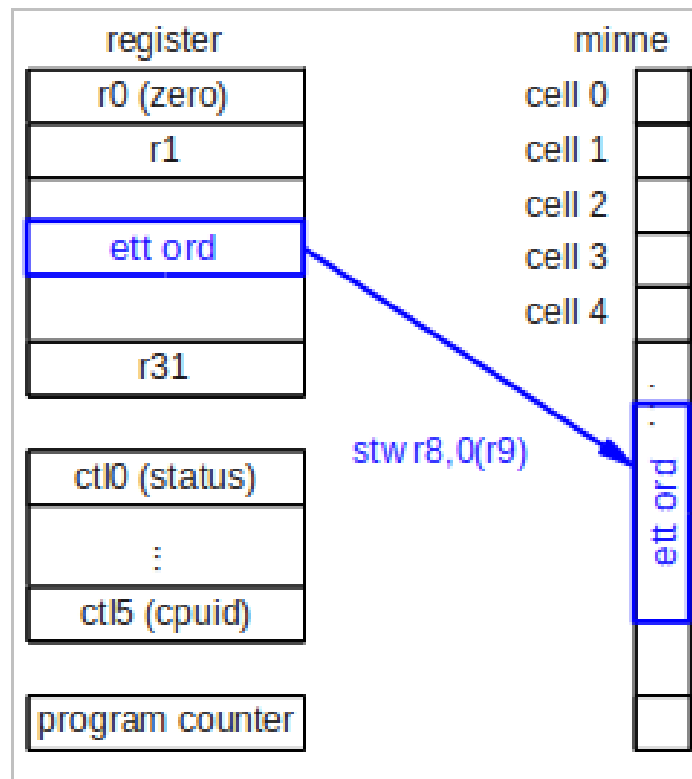 register
r0 (zero)
r1
ett ord
r31
ctl0 (status)
⋮
ctl5 (cpuid)
program counter
minne
cell 0
cell 1
cell 2
cell 3
cell 4
stw r8,0(r9)
ett ord